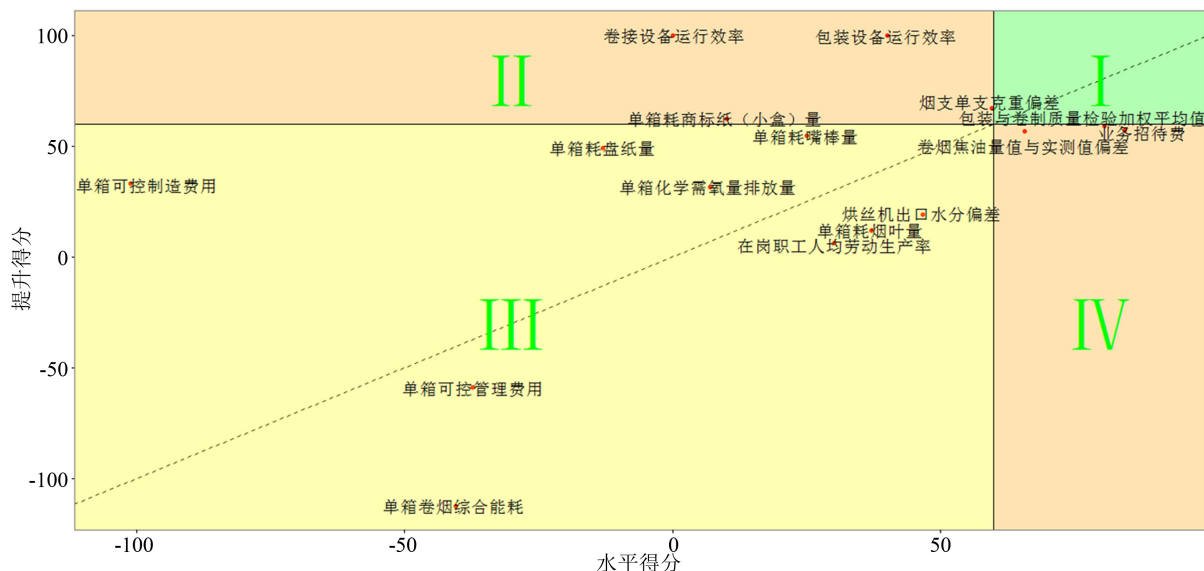 100
50
0
-50
-100
提升得分
卷接设备运行效率
包装设备运行效率
II
I
烟支单支克重偏差
单箱耗商标纸（小盒）量
包装与卷制质量检验加权平均值
单箱耗嘴棒量
业务招待费
单箱耗盘纸量
卷烟焦油量值与实测值偏差
单箱可控制造费用
单箱化学需氧量排放量
烘丝机出口水分偏差
单箱耗烟叶量
在岗职工人均劳动生产率
III
IV
单箱可控管理费用
单箱卷烟综合能耗
-100
-50
0
50
水平得分